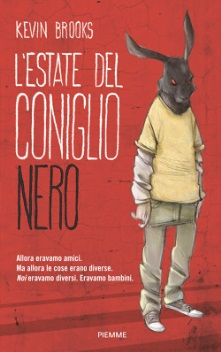 KEVIN BROOKS
L'ESTATE DEL
CONIGLIO
NERO
Allora eravamo amici.
Ma allora le cose erano diverse.
Noi eravamo diversi. Eravamo bambini.
PIEMME